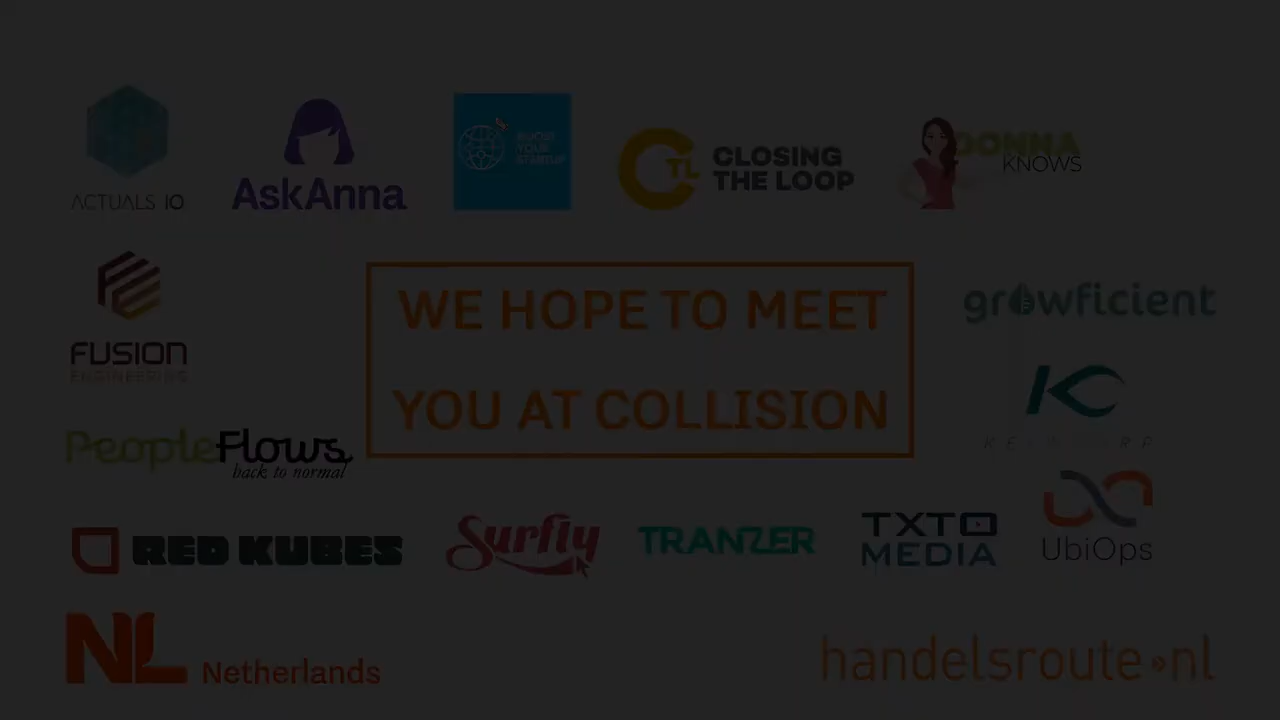 ACTUALS IO
AskAnna
BOOST
YOUR
STARTUP
CTL
CLOSING
THE LOOP
DONNA
KNOWS
FUSION
ENGINEERING
WE HOPE TO MEET
YOU AT COLLISION
growficient
PeopleFlows
back to normal
RED KUBES
Surfly
TRANZER
TXTO
MEDIA
UbiOps
NL Netherlands
handelsroute.nl